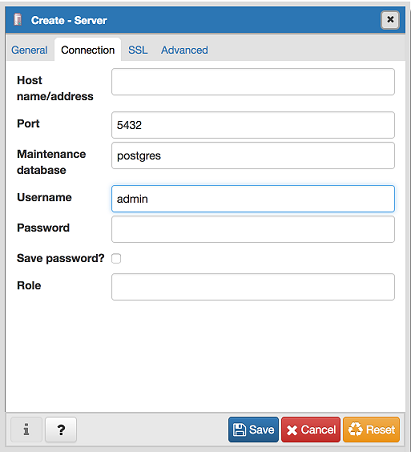 Create - Server
General Connection SSL Advanced
Host
name/address
Port 5432
Maintenance postgres
database
Username admin
Password
Save password?
Role
i ? Save Cancel Reset